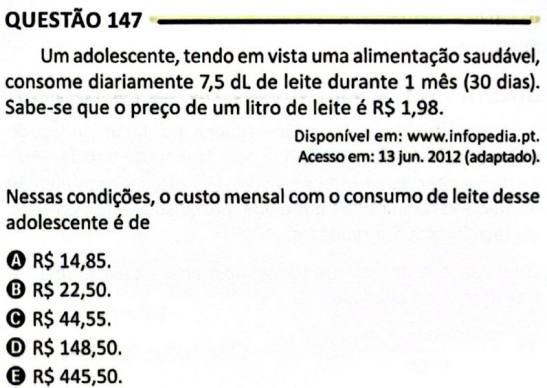 QUESTÃO 147
Um adolescente, tendo em vista uma alimentação saudável,
consome diariamente 7,5 dL de leite durante 1 mês (30 dias).
Sabe-se que o preço de um litro de leite é R$ 1,98.
Disponível em: www.infopedia.pt.
Acesso em: 13 jun. 2012 (adaptado).
Nessas condições, o custo mensal com o consumo de leite desse
adolescente é de
A R$ 14,85.
B R$ 22,50.
C R$ 44,55.
D R$ 148,50.
E R$ 445,50.